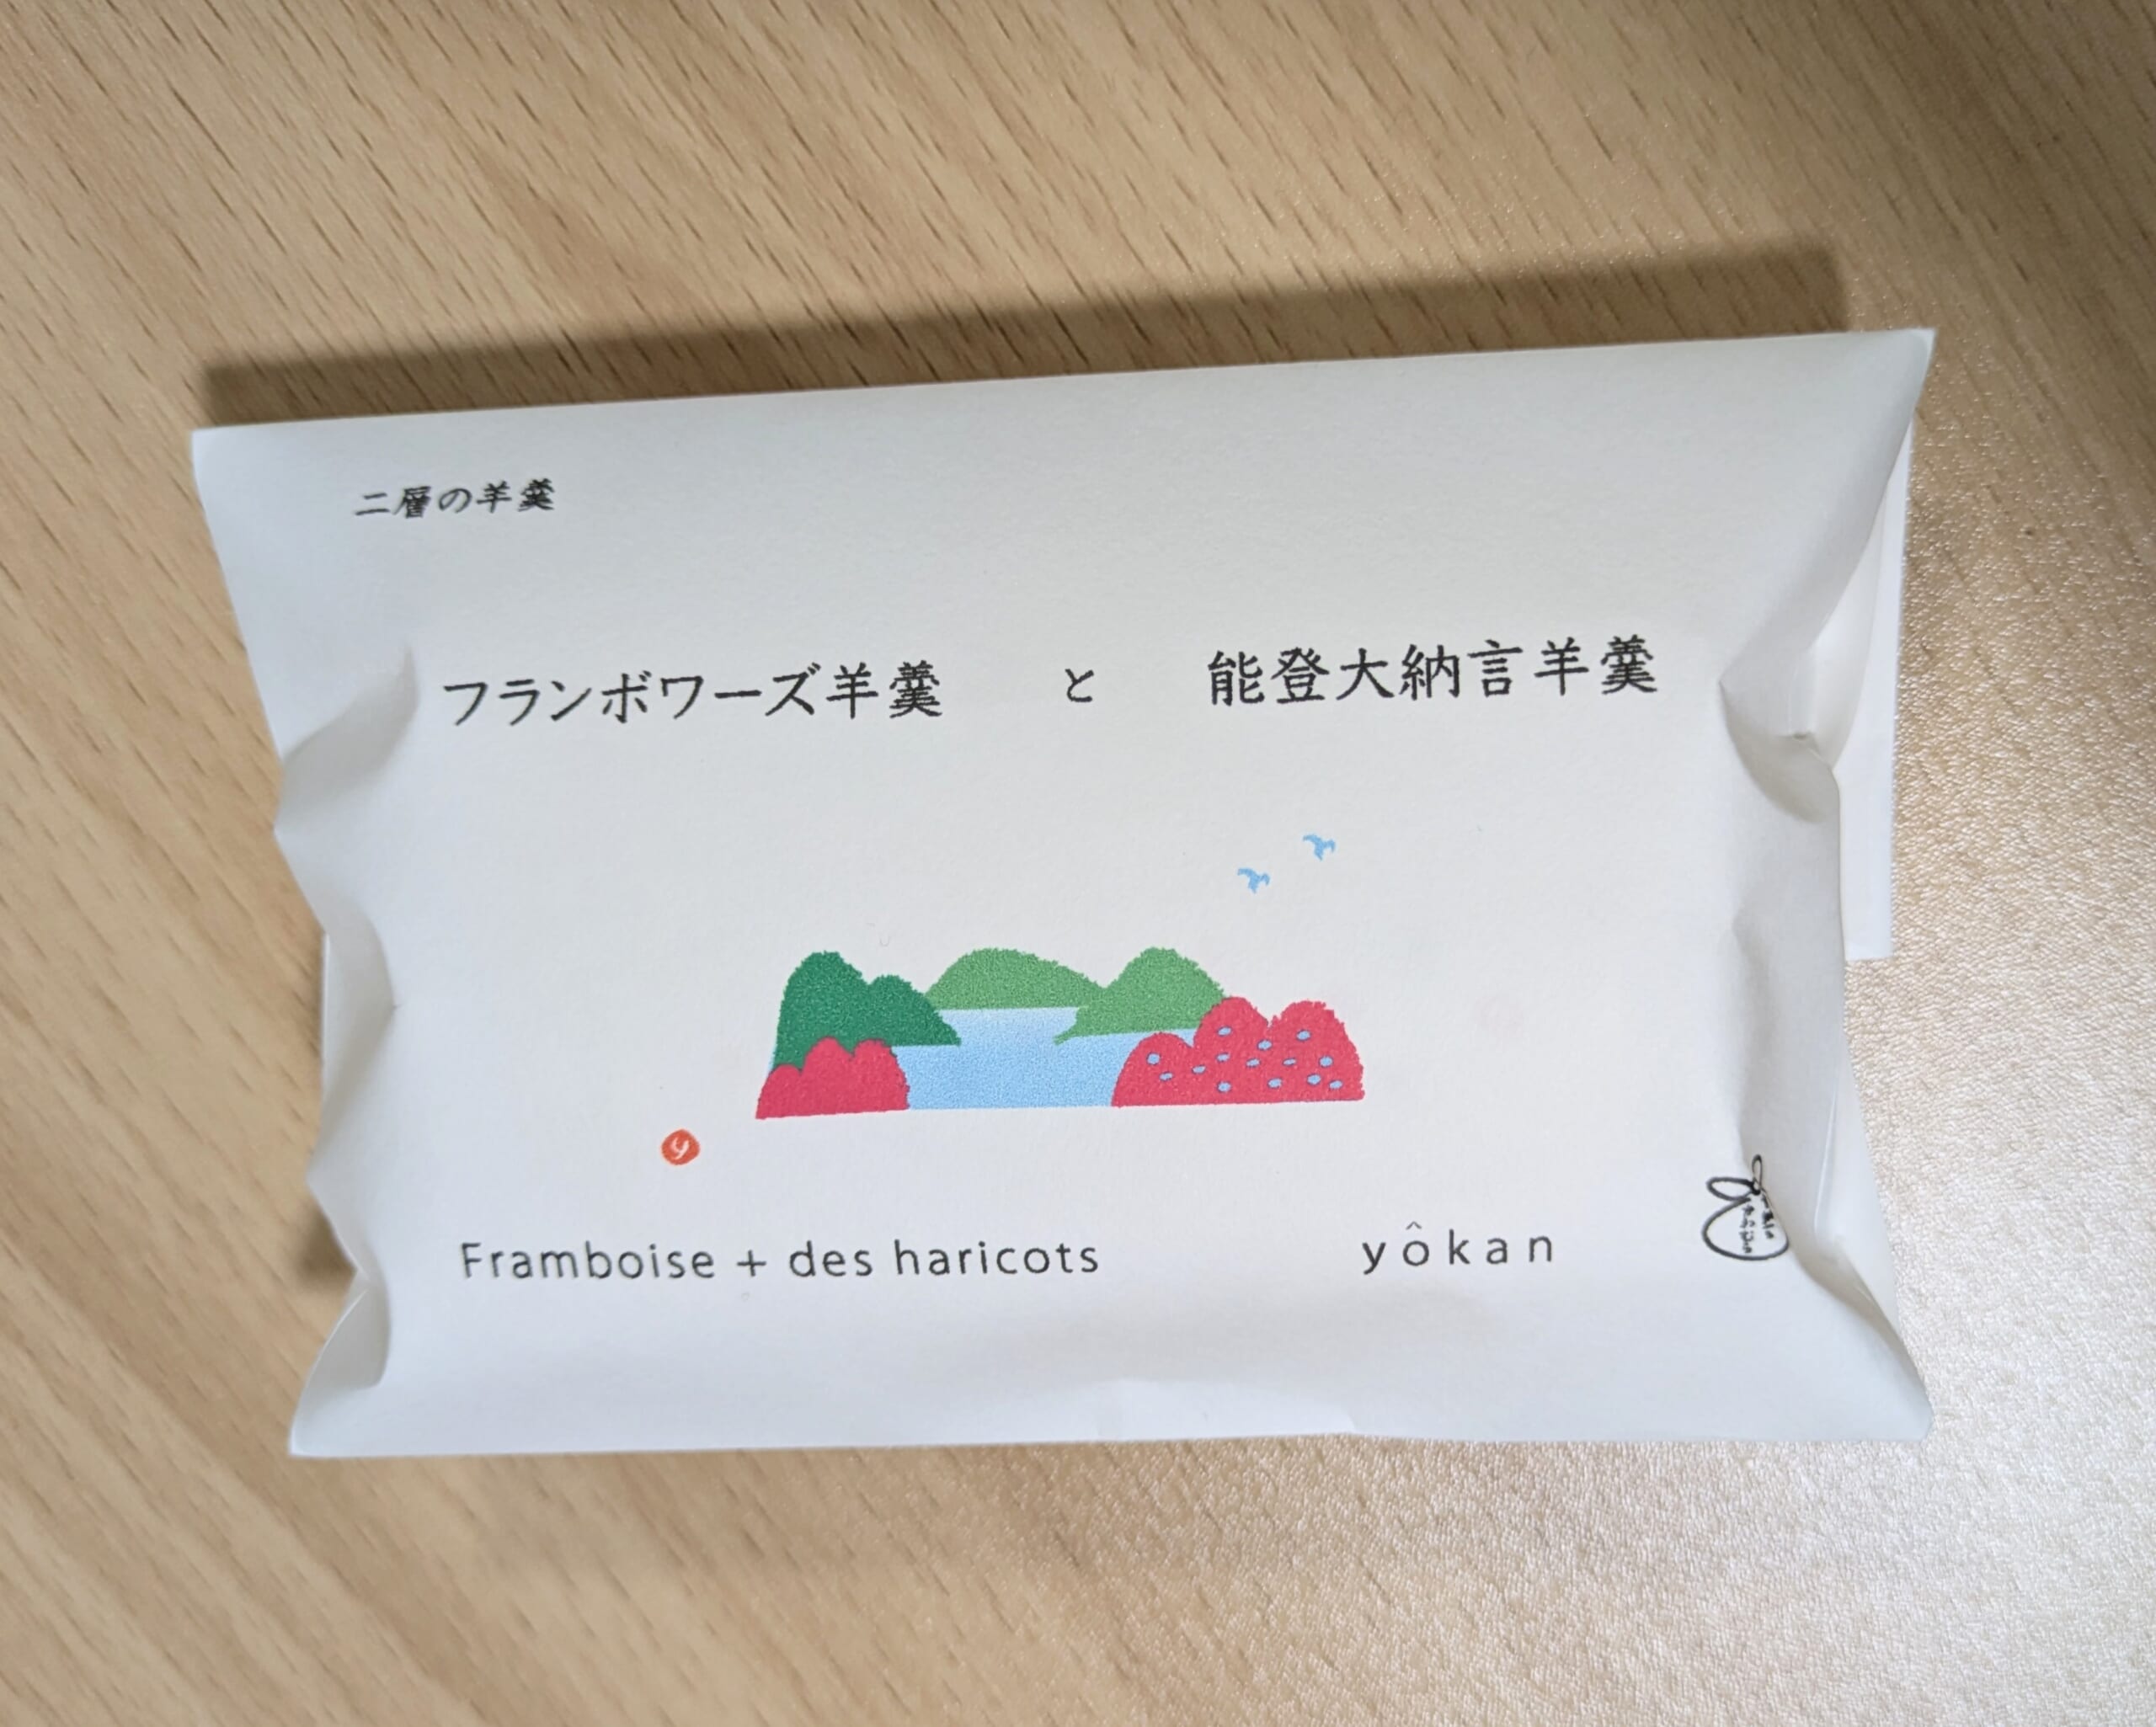 二層の羊羹
フランボワーズ羊羹 と 能登大納言羊羹
y
Framboise + des haricots yôkan